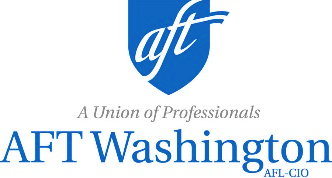 aft
A Union of Professionals
AFT Washington
AFL-CIO